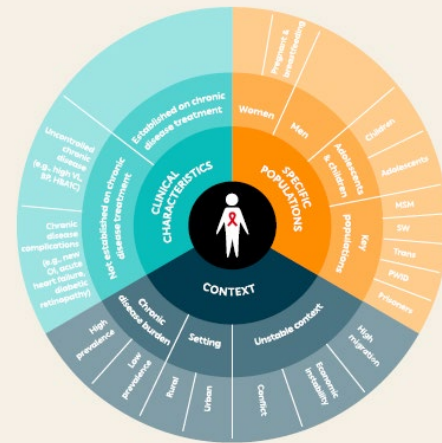 CLINICAL
CHARACTERISTICS
Established on chronic
disease treatment
Not established on chronic
disease treatment
Uncontrolled
chronic
disease
(e.g., high VL,
BP, HBA1C)
Chronic
disease
complications
(e.g., new
OI, acute
heart failure,
diabetic
retinopathy)
SPECIFIC
POPULATIONS
Women
Pregnant &
breastfeeding
Men
Adolescents
& children
Children
Adolescents
Key
populations
MSM
SW
Trans
PWID
Prisoners
CONTEXT
Chronic
disease burden
High
prevalence
Low
prevalence
Setting
Rural
Urban
Unstable context
Conflict
Economic
instability
High
migration